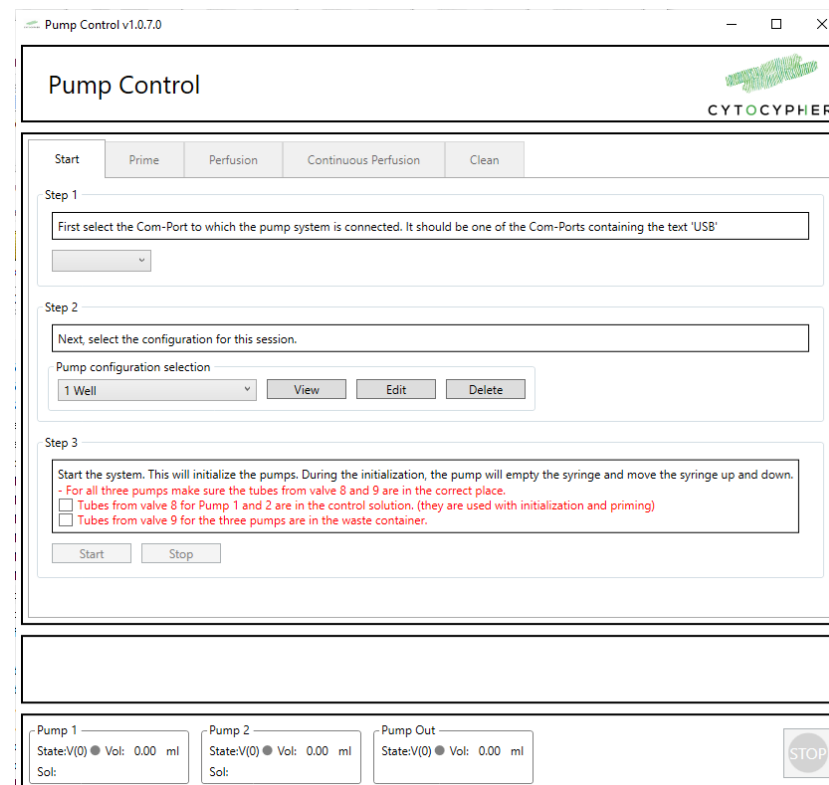 Pump Control v1.0.7.0
Pump Control
CYTOCYPHER
Start Prime Perfusion Continuous Perfusion Clean
Step 1
First select the Com-Port to which the pump system is connected. It should be one of the Com-Ports containing the text 'USB'
Step 2
Next, select the configuration for this session.
Pump configuration selection
1 Well View Edit Delete
Step 3
Start the system. This will initialize the pumps. During the initialization, the pump will empty the syringe and move the syringe up and down.
- For all three pumps make sure the tubes from valve 8 and 9 are in the correct place.
Tubes from valve 8 for Pump 1 and 2 are in the control solution. (they are used with initialization and priming)
Tubes from valve 9 for the three pumps are in the waste container.
Start Stop
Pump 1 Pump 2 Pump Out
State:V(0) Vol: 0.00 ml State:V(0) Vol: 0.00 ml State:V(0) Vol: 0.00 ml
Sol: Sol:
STOP